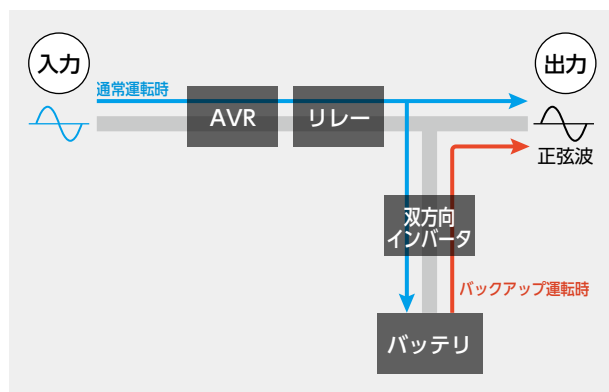 入力
出力
通常運転時
AVR
リレー
正弦波
双方向
インバータ
バックアップ運転時
バッテリ